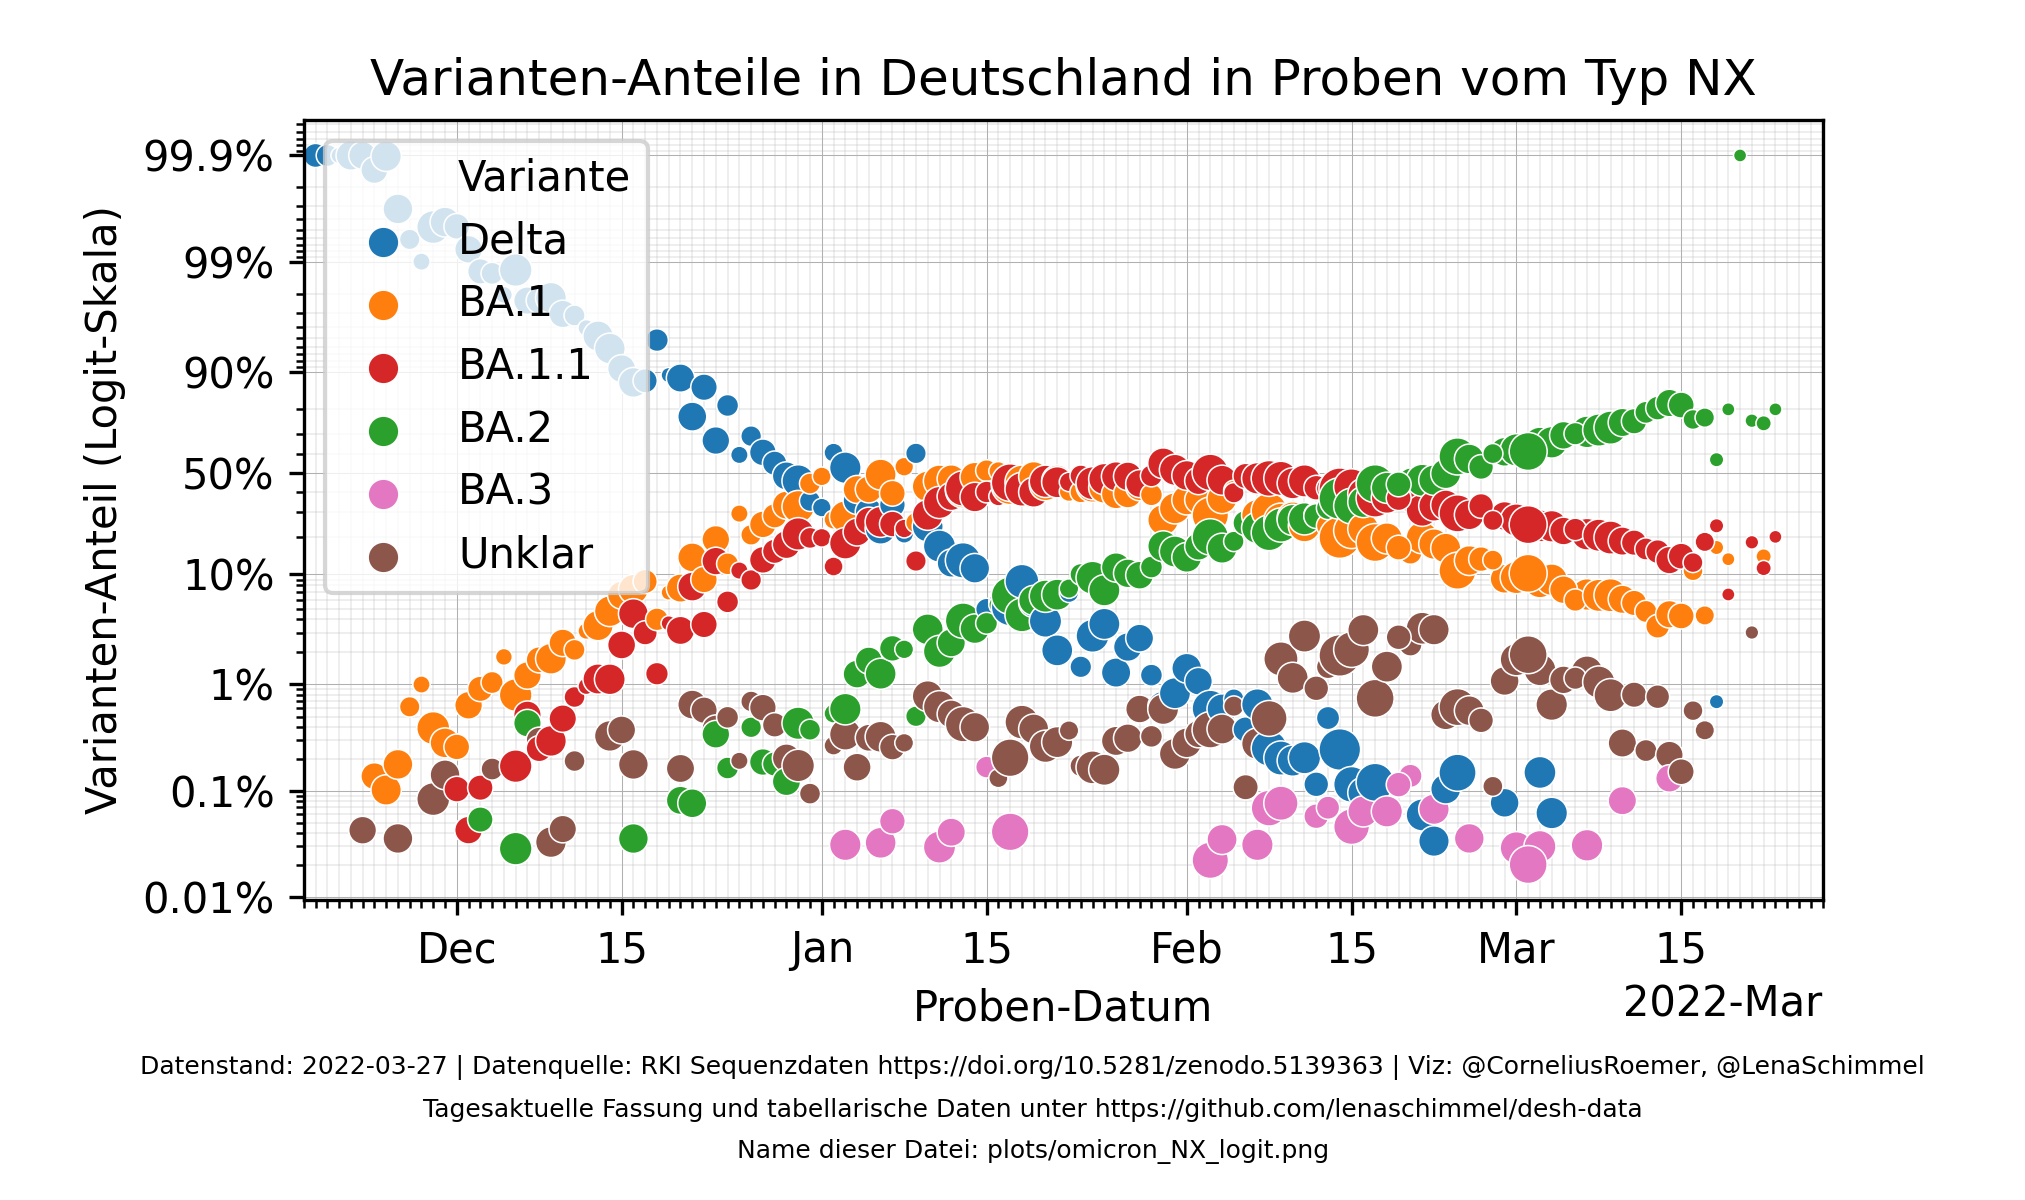 Varianten-Anteile in Deutschland in Proben vom Typ NX
Varianten-Anteil (Logit-Skala)
99.9%
99%
90%
50%
10%
1%
0.1%
0.01%
Variante
Delta
BA.1
BA.1.1
BA.2
BA.3
Unklar
Dec 15 Jan 15 Feb 15 Mar 15
2022-Mar
Proben-Datum
Datenstand: 2022-03-27 | Datenquelle: RKI Sequenzdaten https://doi.org/10.5281/zenodo.5139363 | Viz: @CorneliusRoemer, @LenaSchimmel
Tagesaktuelle Fassung und tabellarische Daten unter https://github.com/lenaschimmel/desh-data
Name dieser Datei: plots/omicron_NX_logit.png